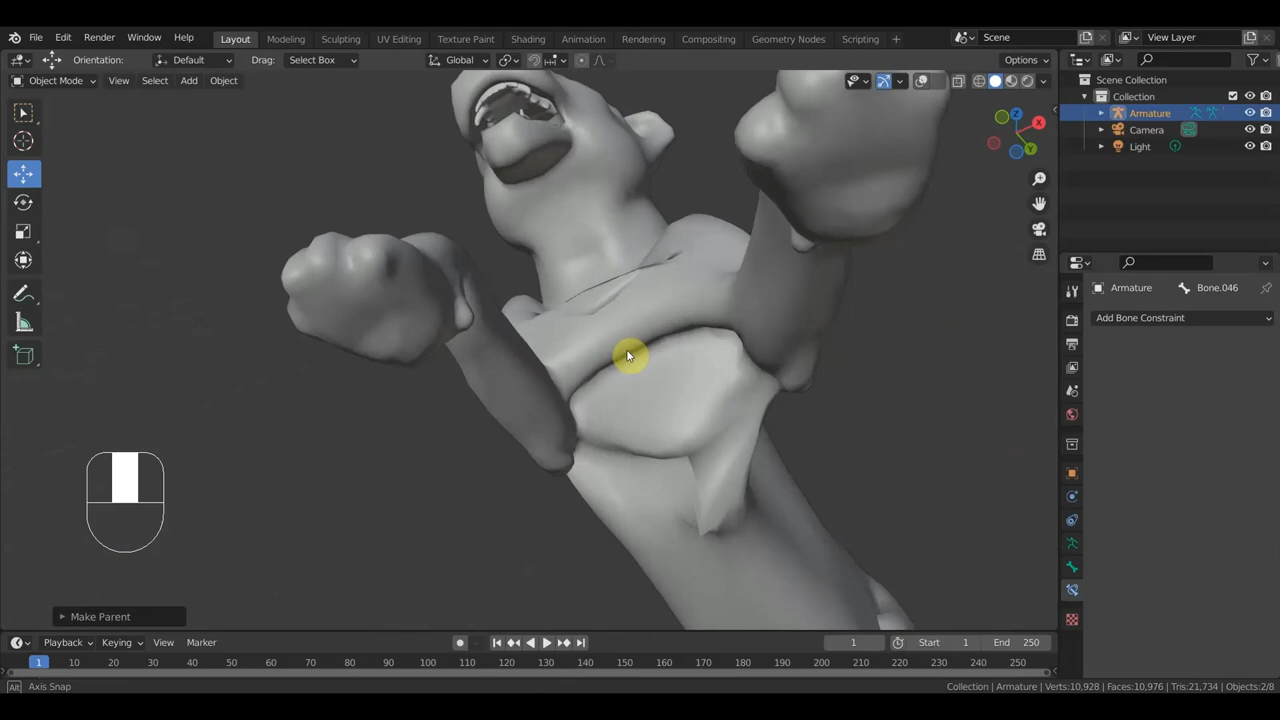 File Edit Render Window Help Layout Modeling Sculpting UV Editing Texture Paint Shading Animation Rendering Compositing Geometry Nodes Scripting + Scene View Layer
Orientation: Default Drag: Select Box Global Options
Object Mode View Select Add Object
Scene Collection
Collection
Armature
Camera
Light
X
Y
Z
Armature Bone.046
Add Bone Constraint
Make Parent
Playback Keying View Marker 1 Start 1 End 250
1 10 20 30 40 50 60 70 80 90 100 110 120 130 140 150 160 170 180 190 200 210 220 230 240 250
Alt Axis Snap Collection | Armature | Verts:10,928 | Faces:10,976 | Tris:21,734 | Objects:2/8